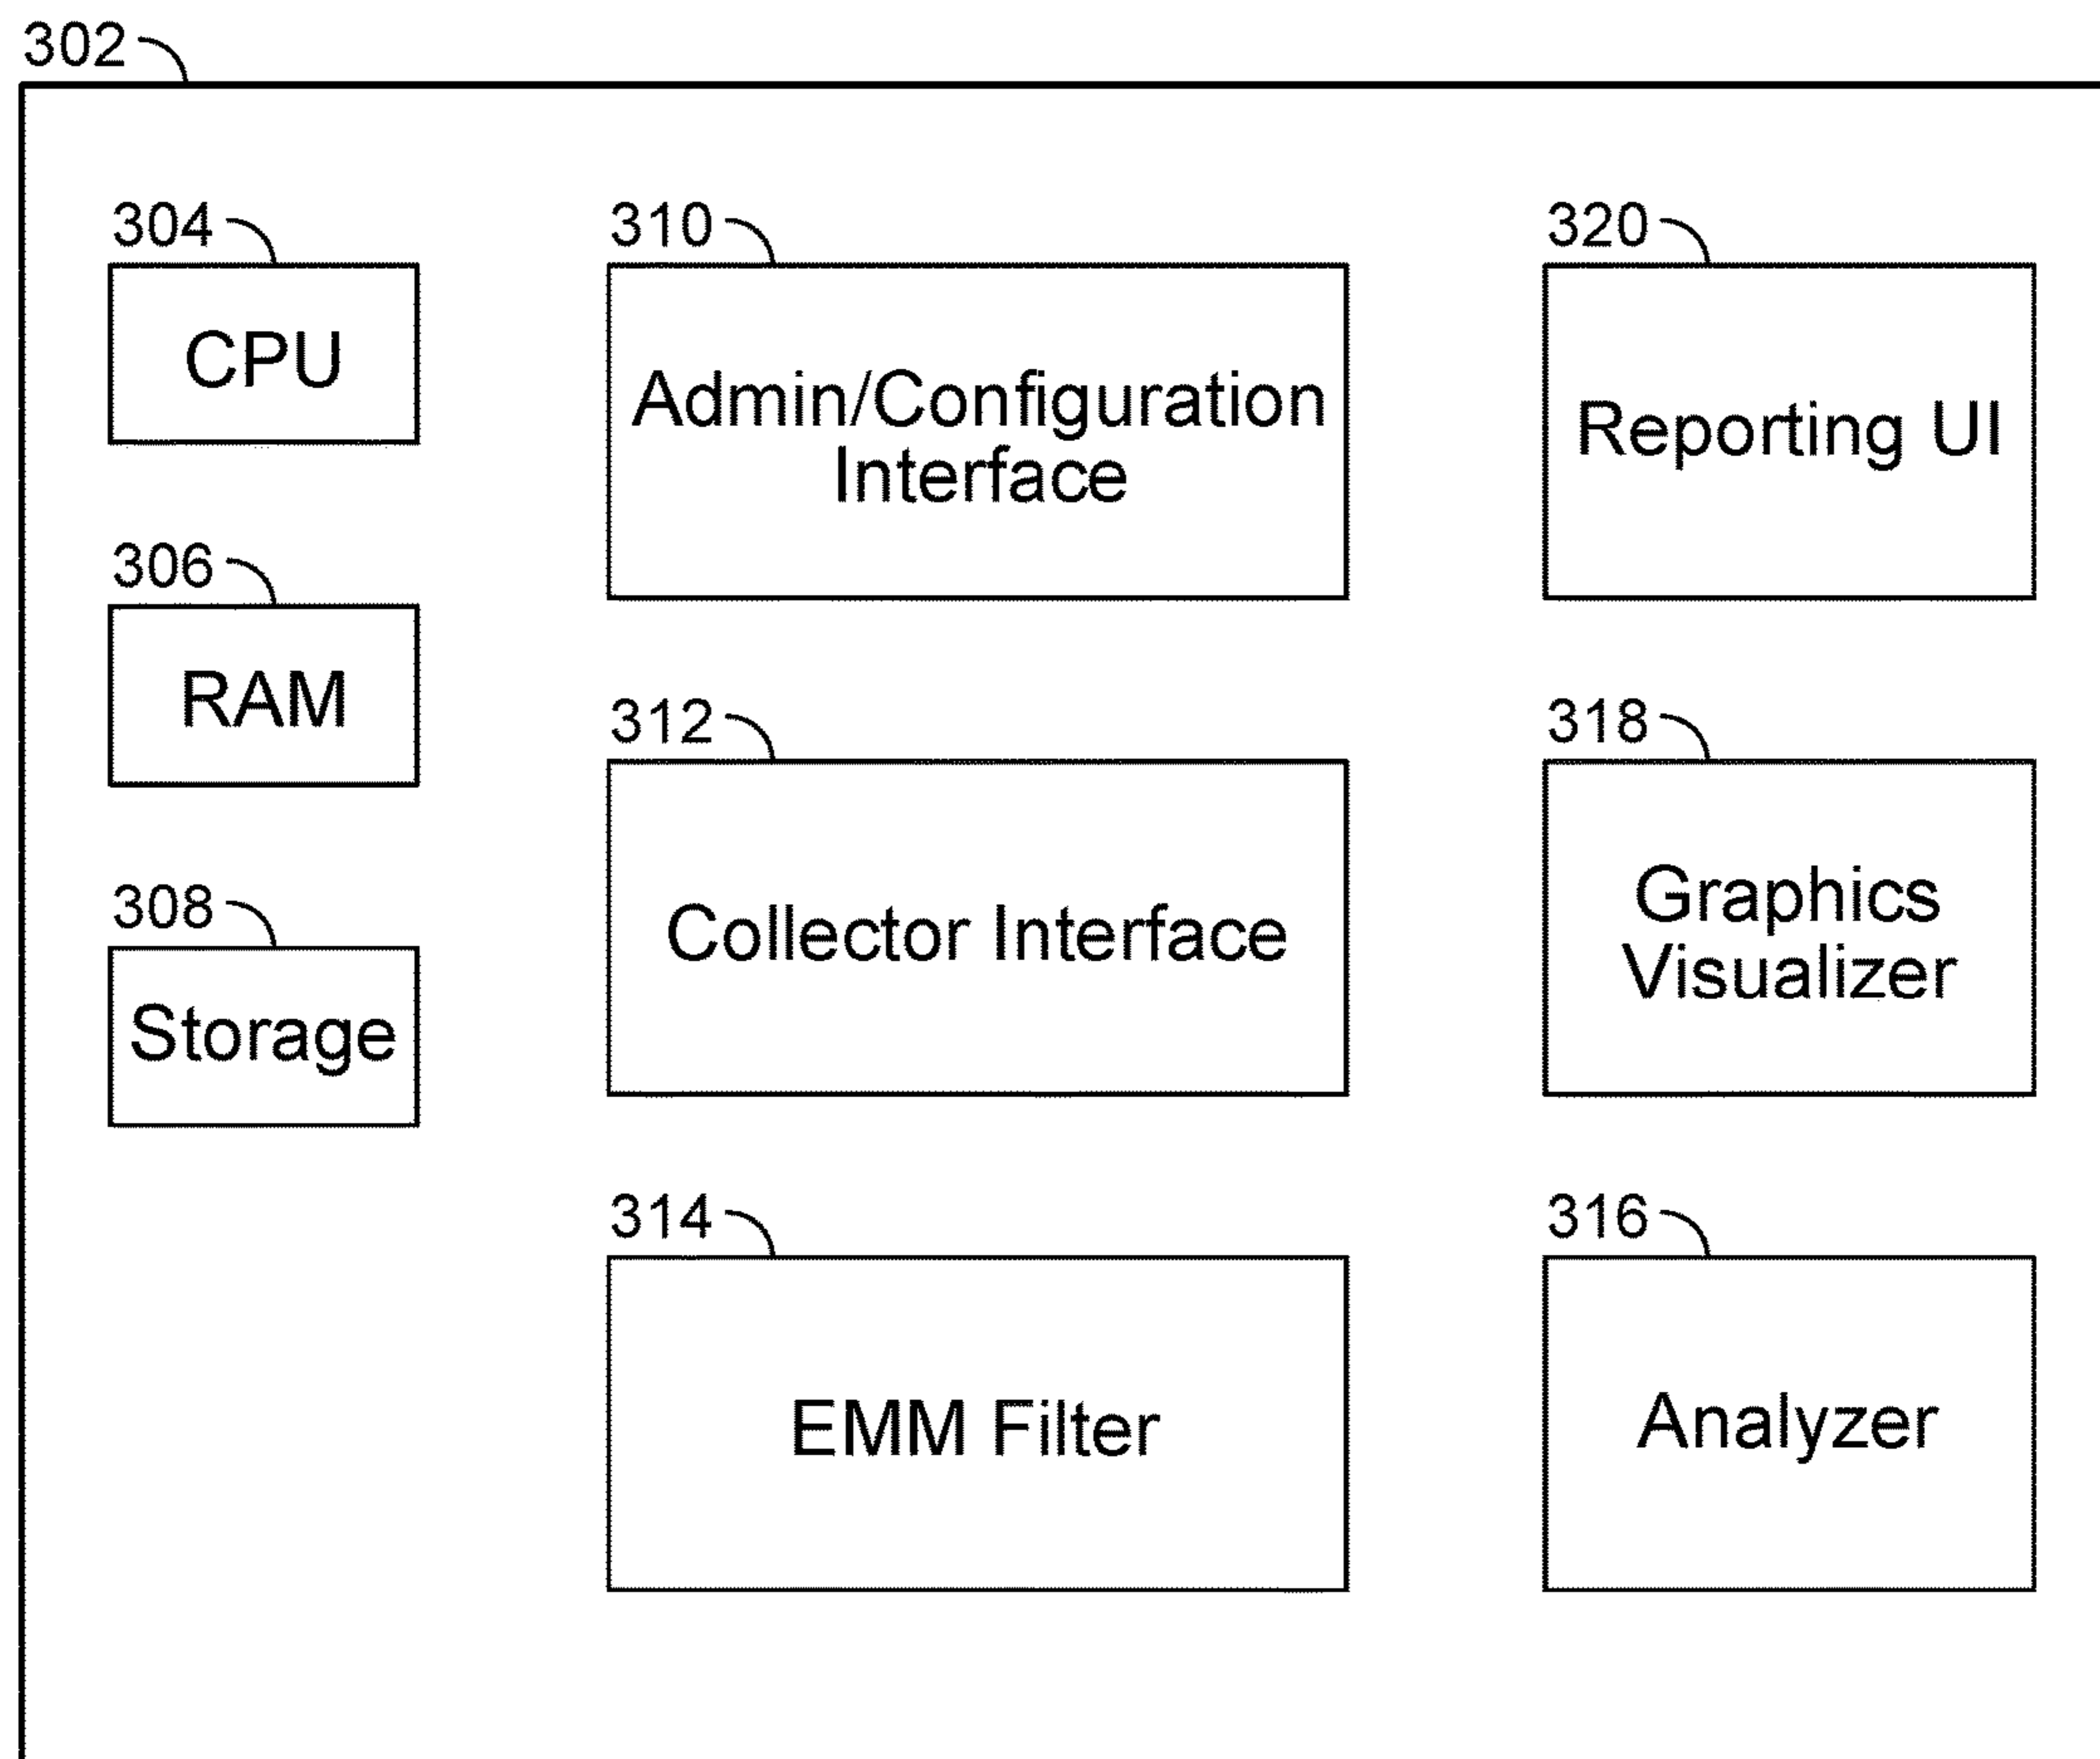 302
304
CPU
306
RAM
308
Storage
310
Admin/Configuration
Interface
312
Collector Interface
314
EMM Filter
320
Reporting UI
318
Graphics
Visualizer
316
Analyzer